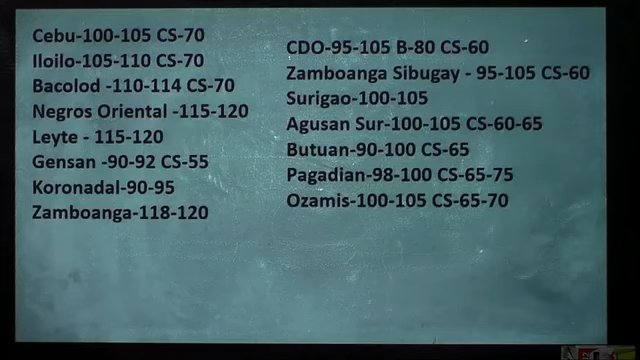 Cebu-100-105 CS-70
Iloilo-105-110 CS-70
Bacolod -110-114 CS-70
Negros Oriental -115-120
Leyte - 115-120
Gensan -90-92 CS-55
Koronadal-90-95
Zamboanga-118-120
CDO-95-105 B-80 CS-60
Zamboanga Sibugay - 95-105 CS-60
Surigao-100-105
Agusan Sur-100-105 CS-60-65
Butuan-90-100 CS-65
Pagadian-98-100 CS-65-75
Ozamis-100-105 CS-65-70